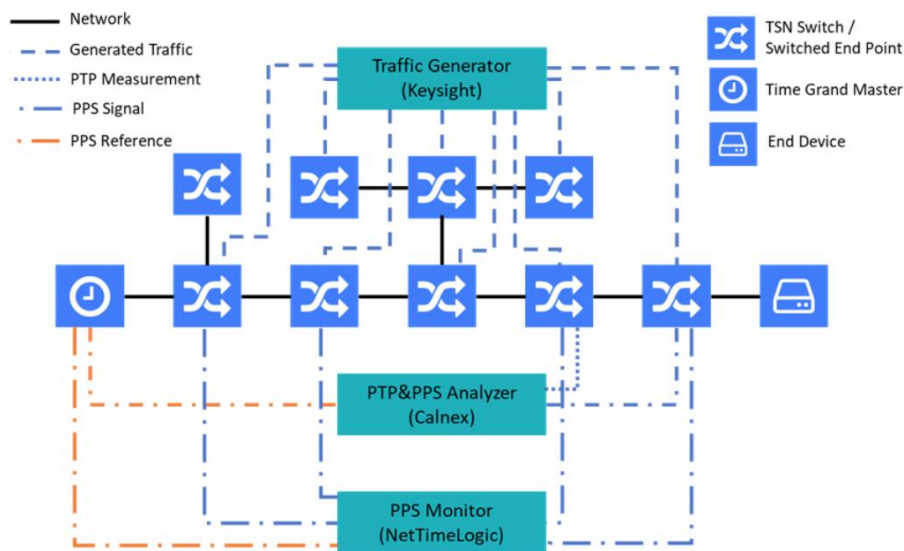 Network
Generated Traffic
PTP Measurement
PPS Signal
PPS Reference
Traffic Generator
(Keysight)
TSN Switch /
Switched End Point
Time Grand Master
End Device
PTP&PPS Analyzer
(Calnex)
PPS Monitor
(NetTimeLogic)